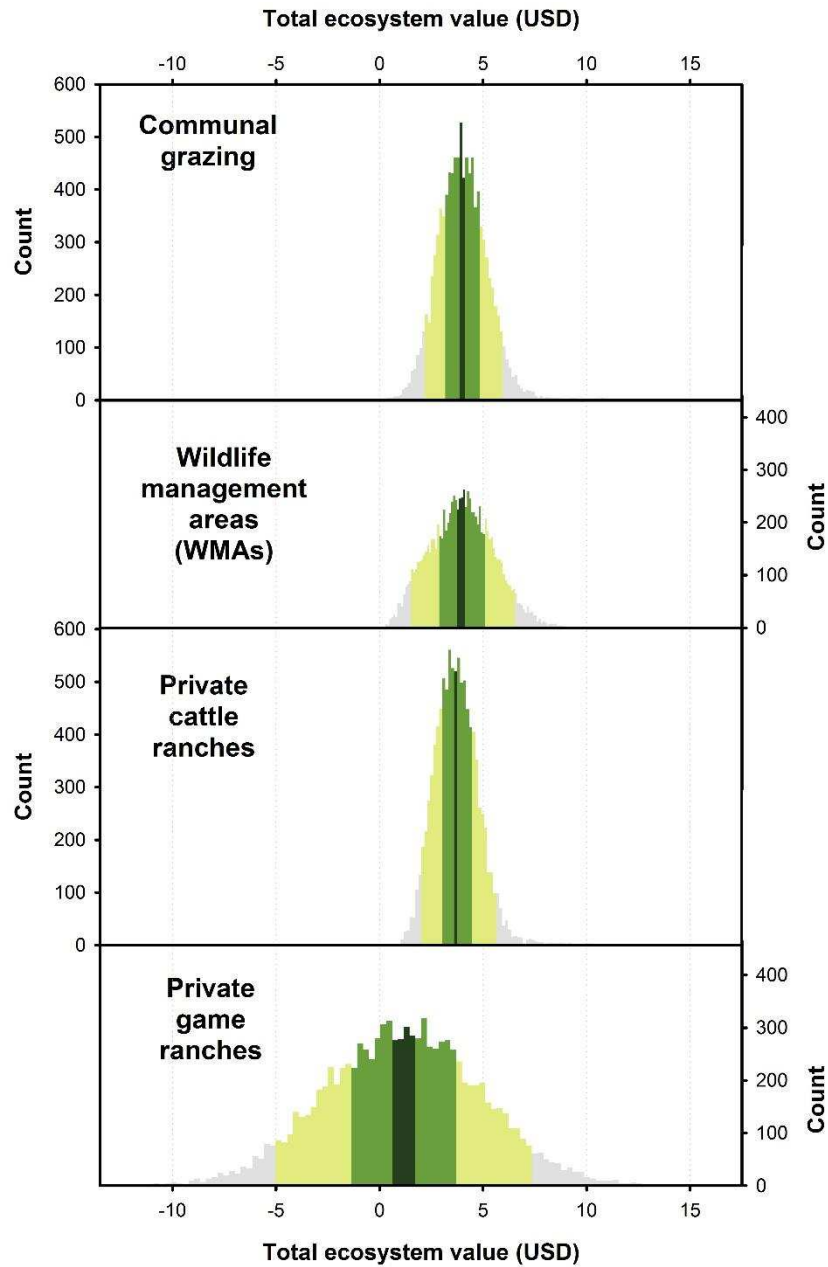 Total ecosystem value (USD)
-10 -5 0 5 10 15
600
500
400
300
200
100
0
Count
Communal
grazing
400
300
200
100
0
Count
Wildlife
management
areas
(WMAs)
600
500
400
300
200
100
0
Count
Private
cattle
ranches
400
300
200
100
0
Count
Private
game
ranches
-10 -5 0 5 10 15
Total ecosystem value (USD)